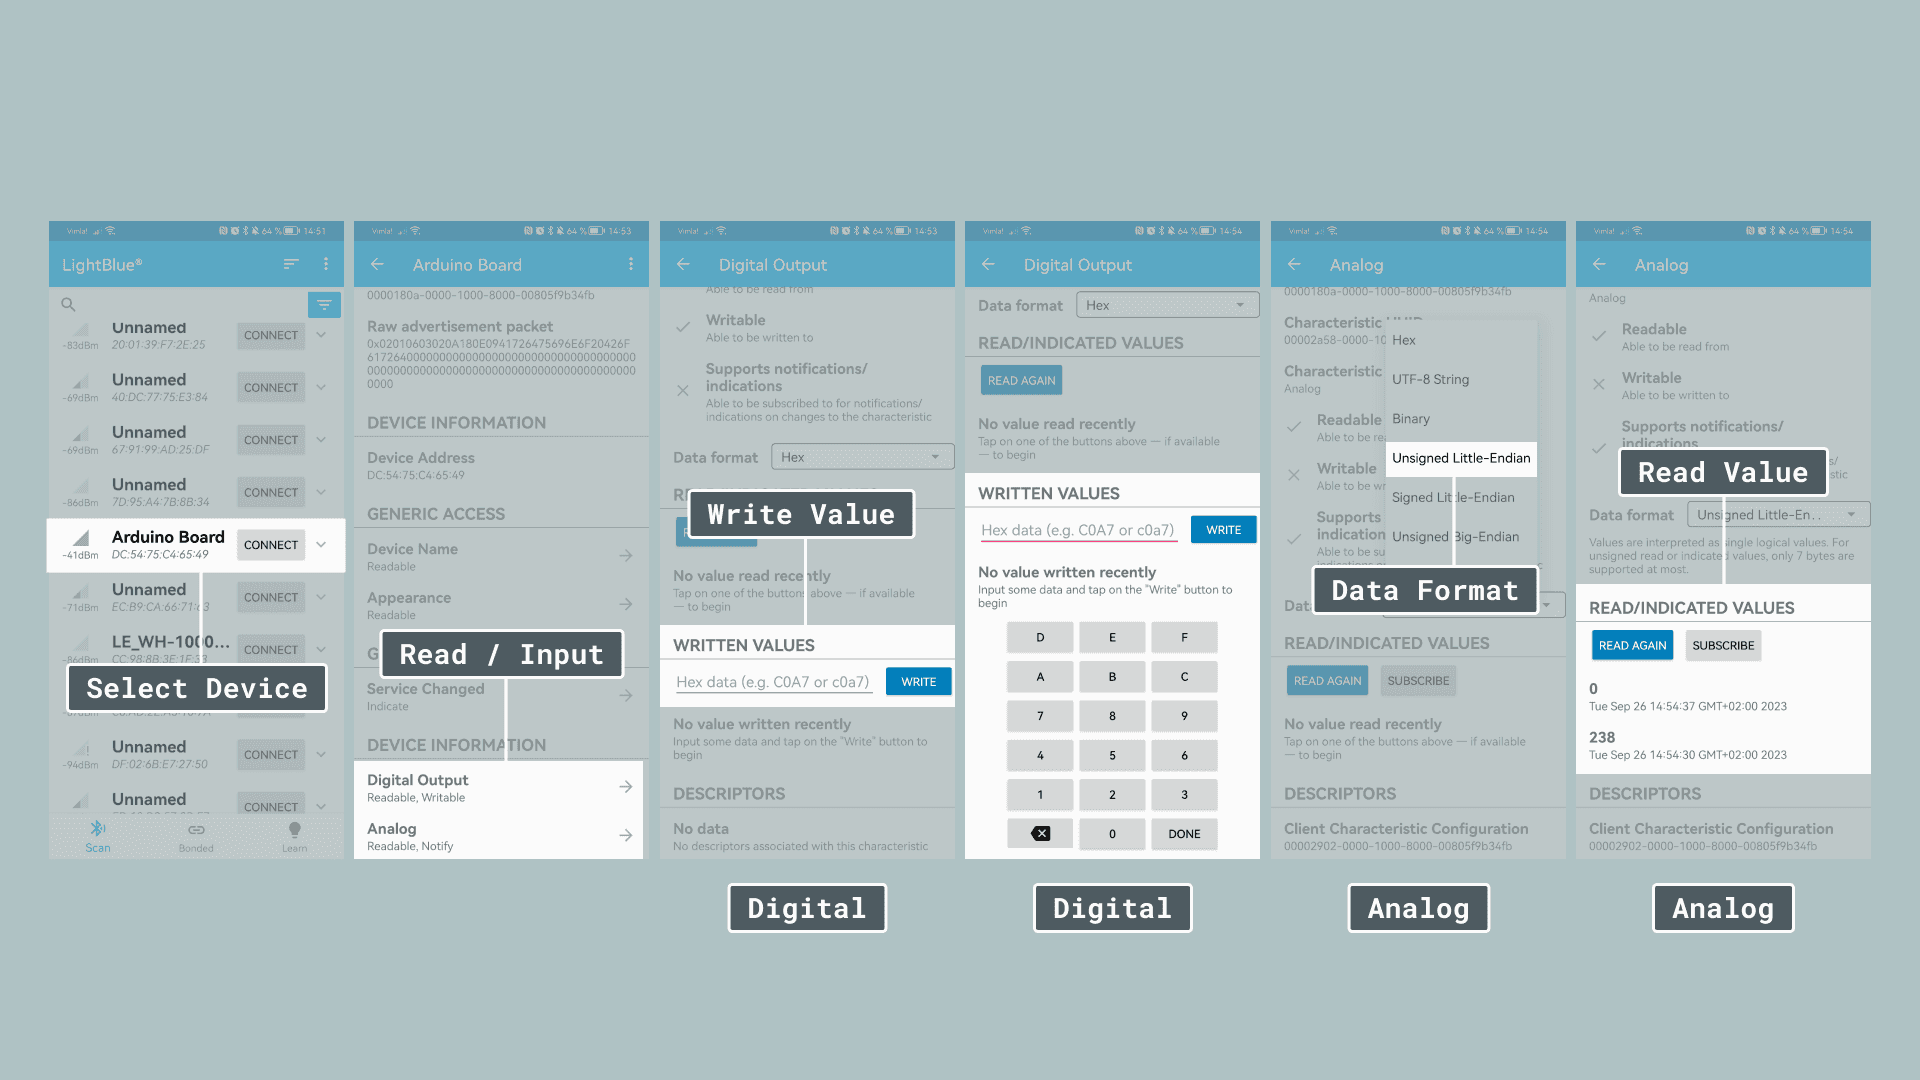 Vimla! 64 % 14:51
LightBlue®
Unnamed
-83dBm 20:01:39:F7:2E:25 CONNECT
Unnamed
-69dBm 40:DC:77:75:E3:84 CONNECT
Unnamed
-69dBm 67:91:99:AD:25:DF CONNECT
Unnamed
-86dBm 7D:95:A4:7B:8B:34 CONNECT
Arduino Board
-41dBm DC:54:75:C4:65:49 CONNECT
Unnamed
-71dBm EC:B9:CA:66:71: CONNECT
LE_WH-1000...
-86dBm CC:98:8B:3E:1F:33 CONNECT
Select Device
Unnamed
-94dBm DF:02:6B:E7:27:50 CONNECT
Unnamed
CONNECT
Scan Bonded Learn
Vimla! 64 % 14:53
Arduino Board
0000180a-0000-1000-8000-00805f9b34fb
Raw advertisement packet
0x02010603020A180E0941726475696E6F20426F
6172640000000000000000000000000000000000
0000000000000000000000000000000000000000
0000
DEVICE INFORMATION
Device Address
DC:54:75:C4:65:49
GENERIC ACCESS
Device Name
Readable
Appearance
Readable
Read / Input
Service Changed
Indicate
DEVICE INFORMATION
Digital Output
Readable, Writable
Analog
Readable, Notify
Vimla! 64 % 14:53
Digital Output
Able to be read from
Writable
Able to be written to
Supports notifications/
indications
Able to be subscribed to for notifications/
indications on changes to the characteristic
Data format Hex
Write Value
No value read recently
Tap on one of the buttons above — if available
— to begin
WRITTEN VALUES
Hex data (e.g. C0A7 or c0a7) WRITE
No value written recently
Input some data and tap on the "Write" button to
begin
DESCRIPTORS
No data
No descriptors associated with this characteristic
Digital
Vimla! 64 % 14:54
Digital Output
Data format Hex
READ/INDICATED VALUES
READ AGAIN
No value read recently
Tap on one of the buttons above — if available
— to begin
WRITTEN VALUES
Hex data (e.g. C0A7 or c0a7) WRITE
No value written recently
Input some data and tap on the "Write" button to
begin
D E F
A B C
7 8 9
4 5 6
1 2 3
0 DONE
Digital
Vimla! 64 % 14:54
Analog
0000180a-0000-1000-8000-00805f9b34fb
Characteristic UUID
00002a58-0000-10
Hex
Characteristic
Analog
UTF-8 String
Binary
Readable
Able to be re
Unsigned Little-Endian
Writable
Able to be wr
Signed Little-Endian
Supports
indication
Able to be su
Unsigned Big-Endian
Data Format
READ/INDICATED VALUES
READ AGAIN SUBSCRIBE
No value read recently
Tap on one of the buttons above — if available
— to begin
DESCRIPTORS
Client Characteristic Configuration
00002902-0000-1000-8000-00805f9b34fb
Analog
Vimla! 64 % 14:54
Analog
Analog
Readable
Able to be read from
Writable
Able to be written to
Supports notifications/
indications
Read Value
Data format Unsigned Little-En..
Values are interpreted as single logical values. For
unsigned read or indicated values, only 7 bytes are
supported at most.
READ/INDICATED VALUES
READ AGAIN SUBSCRIBE
0
Tue Sep 26 14:54:37 GMT+02:00 2023
238
Tue Sep 26 14:54:30 GMT+02:00 2023
DESCRIPTORS
Client Characteristic Configuration
00002902-0000-1000-8000-00805f9b34fb
Analog